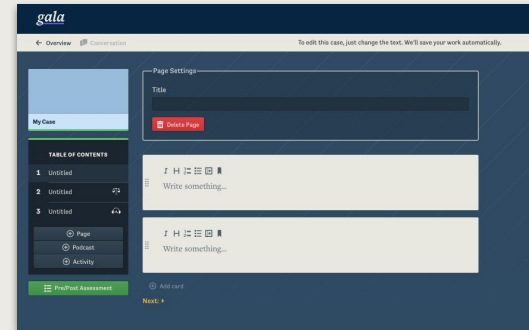 gala
Overview Conversation
To edit this case, just change the text. We'll save your work automatically.
Page Settings
Title
Delete Page
My Case
TABLE OF CONTENTS
1 Untitled
2 Untitled
3 Untitled
Page
Podcast
Activity
Pre/Post Assessment
I H
Write something...
I H
Write something...
Add card
Next: